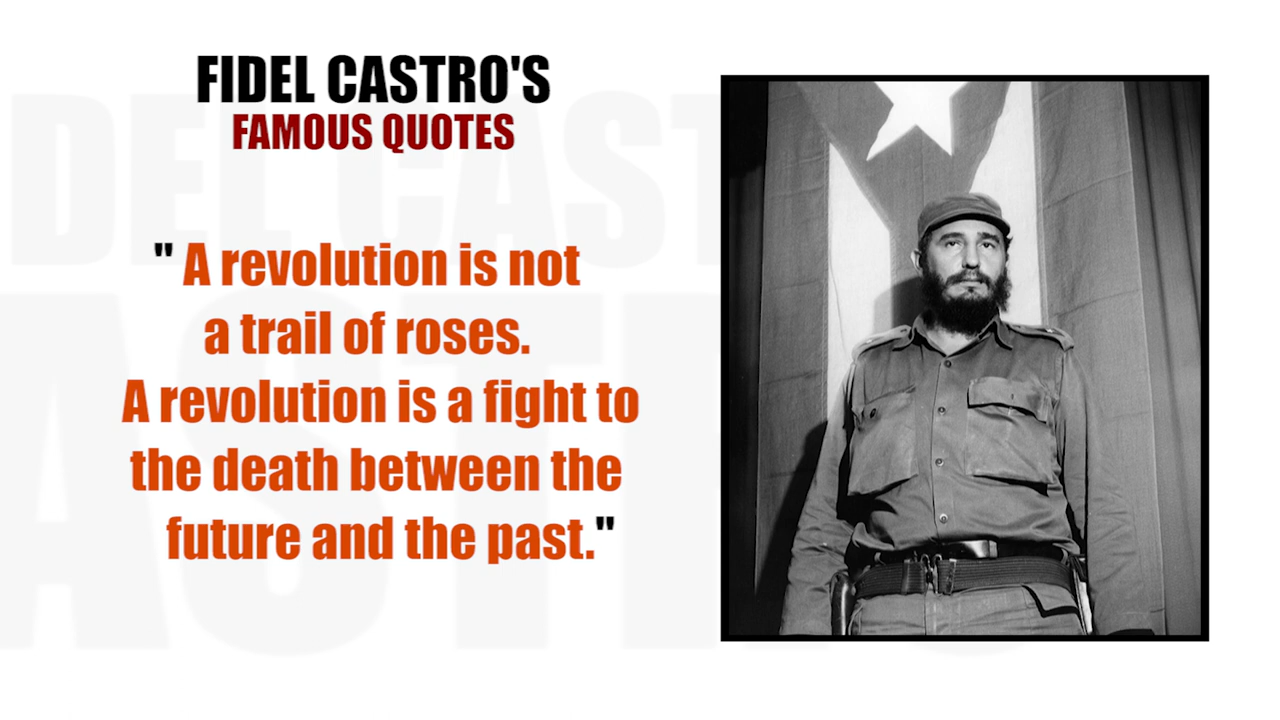 FIDEL CASTRO'S
FAMOUS QUOTES
" A revolution is not
a trail of roses.
A revolution is a fight to
the death between the
future and the past."